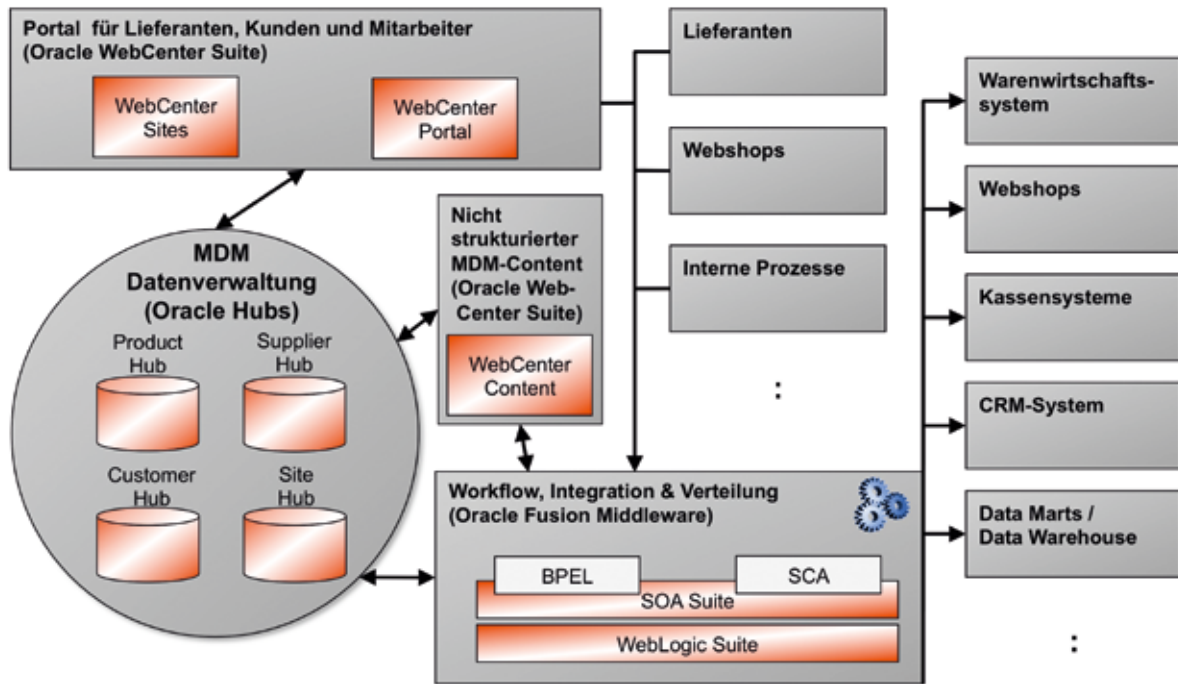 Portal für Lieferanten, Kunden und Mitarbeiter
(Oracle WebCenter Suite)
WebCenter
Sites
WebCenter
Portal
Lieferanten
Webshops
Interne Prozesse
:
Warenwirtschafts-
system
Webshops
Kassensysteme
CRM-System
Data Marts /
Data Warehouse
:
MDM
Datenverwaltung
(Oracle Hubs)
Product
Hub
Supplier
Hub
Customer
Hub
Site
Hub
Nicht
strukturierter
MDM-Content
(Oracle Web-
Center Suite)
WebCenter
Content
Workflow, Integration & Verteilung
(Oracle Fusion Middleware)
BPEL
SCA
SOA Suite
WebLogic Suite